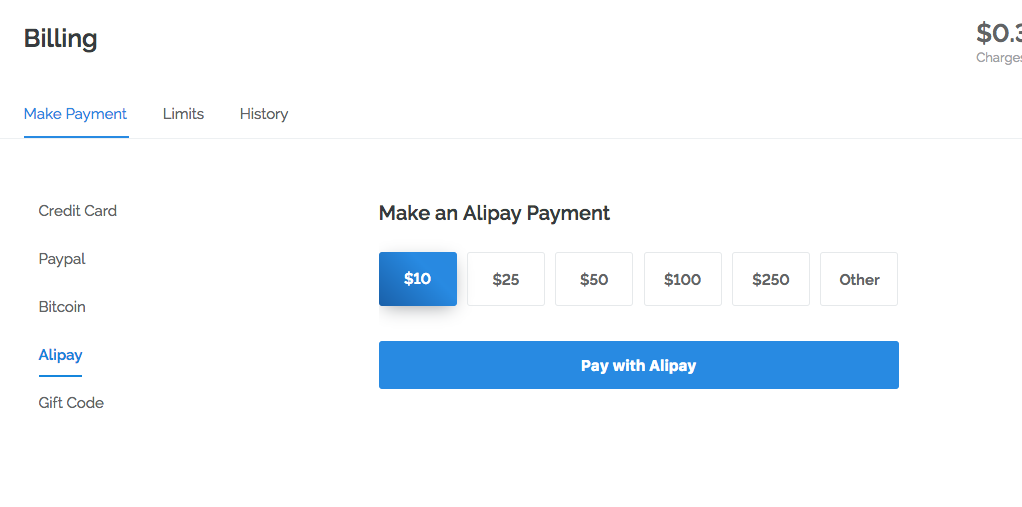 Billing
$0.3
Charges
Make Payment Limits History
Credit Card
Paypal
Bitcoin
Alipay
Gift Code
Make an Alipay Payment
$10 $25 $50 $100 $250 Other
Pay with Alipay